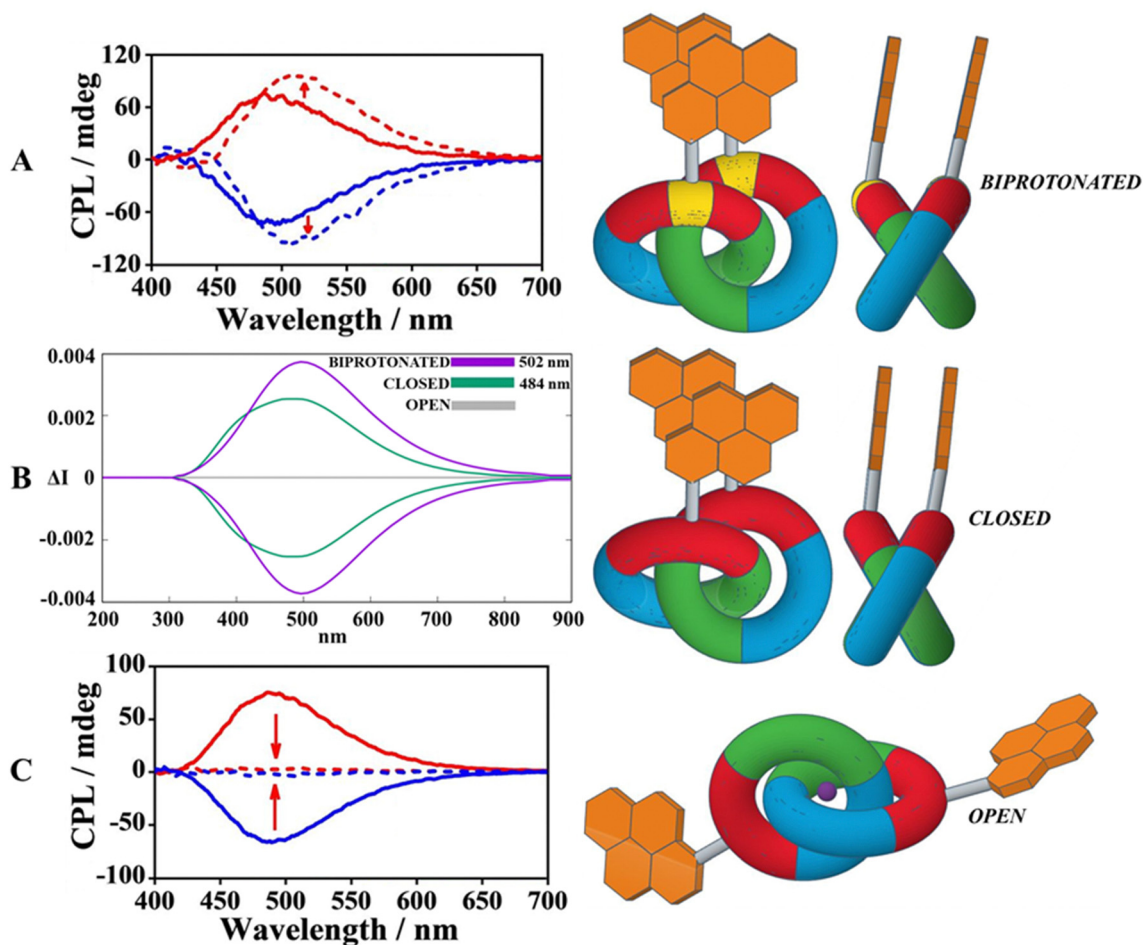 A
CPL / mdeg
120
60
0
-60
-120
400 450 500 550 600 650 700
Wavelength / nm
BIPROTONATED
B
ΔI
0.004
0.002
0
-0.002
-0.004
BIPROTONATED 502 nm
CLOSED 484 nm
OPEN
200 300 400 500 600 700 800 900
nm
CLOSED
C
CPL / mdeg
100
50
0
-50
-100
400 450 500 550 600 650 700
Wavelength / nm
OPEN